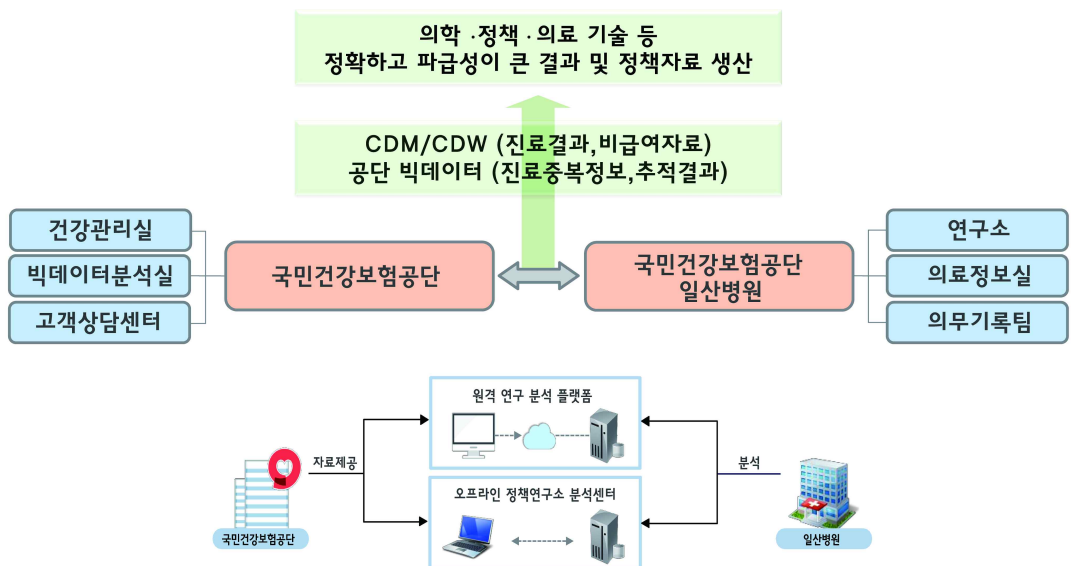 의학 ·정책 · 의료 기술 등
정확하고 파급성이 큰 결과 및 정책자료 생산
CDM/CDW (진료결과,비급여자료)
공단 빅데이터 (진료중복정보,추적결과)
건강관리실
빅데이터분석실
고객상담센터
국민건강보험공단
국민건강보험공단
일산병원
연구소
의료정보실
의무기록팀
원격 연구 분석 플랫폼
자료제공
분석
오프라인 정책연구소 분석센터
국민건강보험공단
일산병원